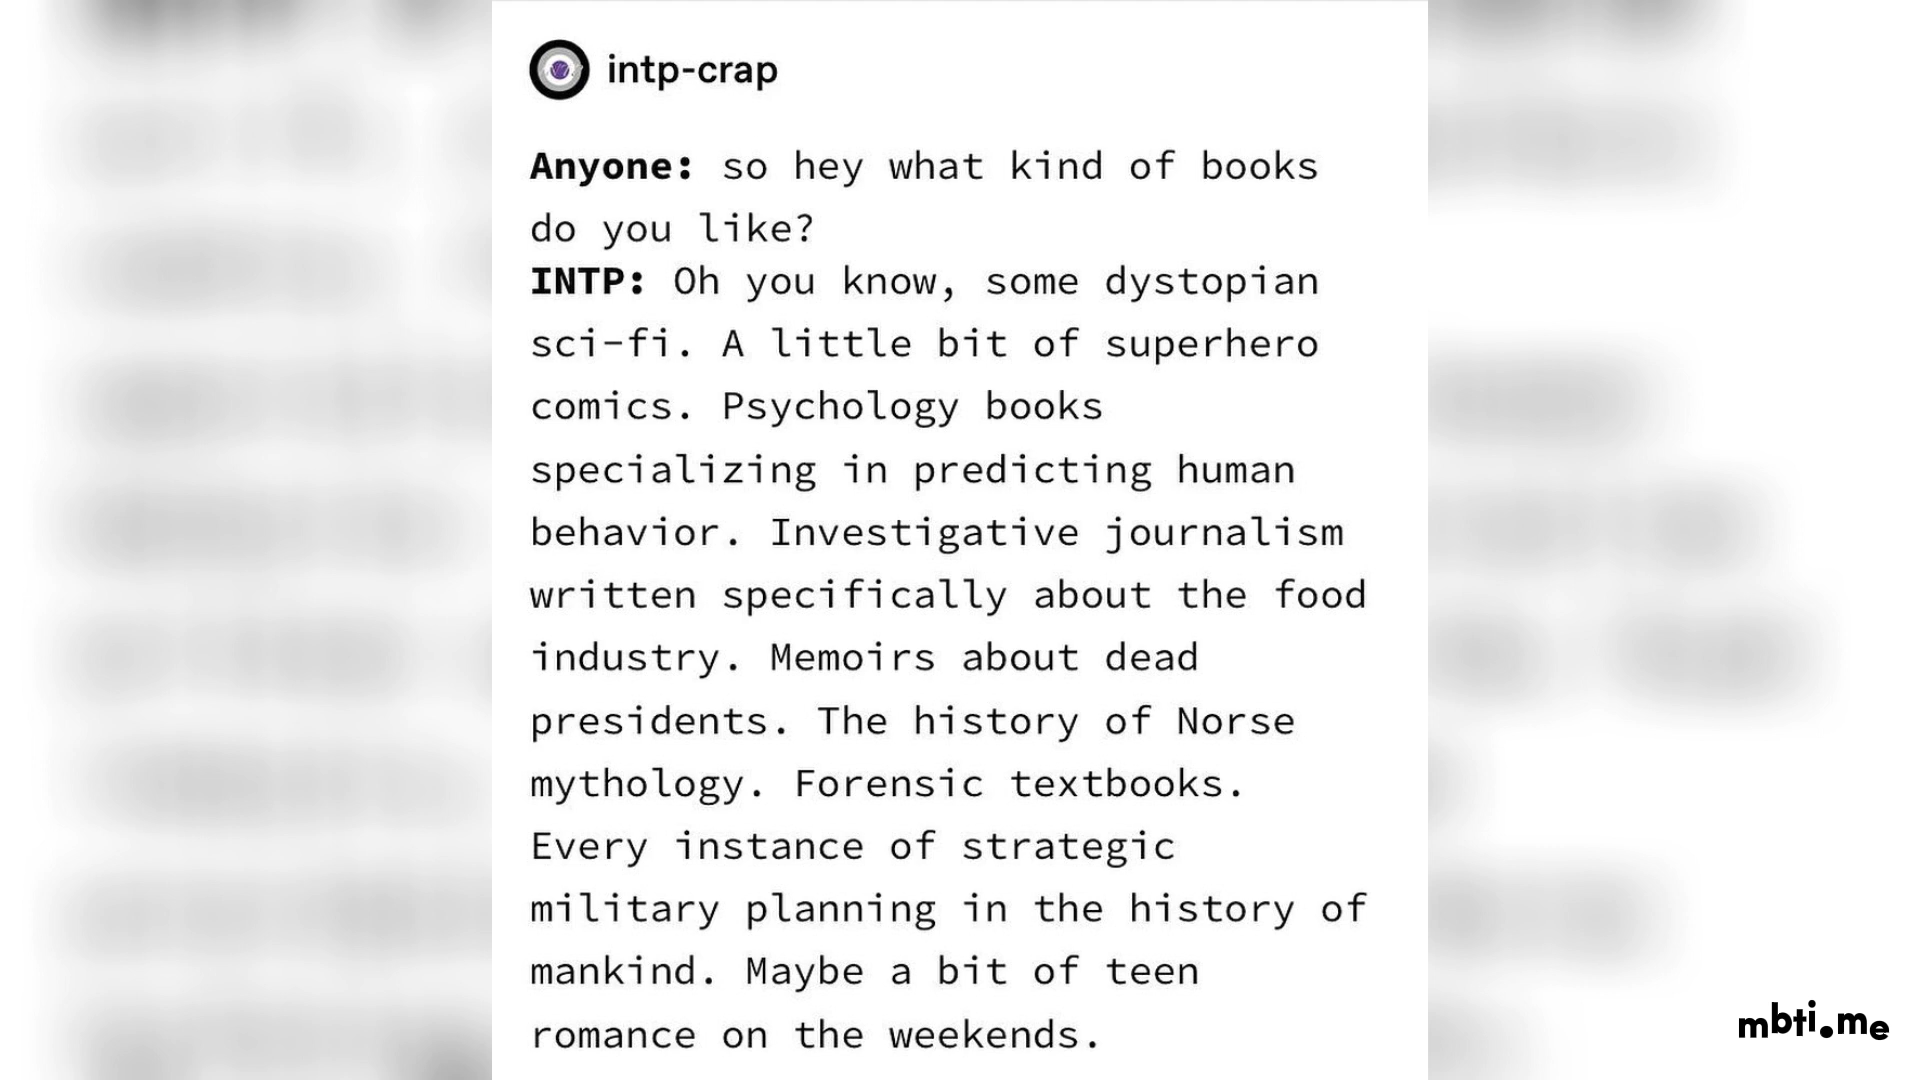 intp-crap
Anyone: so hey what kind of books
do you like?
INTP: Oh you know, some dystopian
sci-fi. A little bit of superhero
comics. Psychology books
specializing in predicting human
behavior. Investigative journalism
written specifically about the food
industry. Memoirs about dead
presidents. The history of Norse
mythology. Forensic textbooks.
Every instance of strategic
military planning in the history of
mankind. Maybe a bit of teen
romance on the weekends.
mbti.me